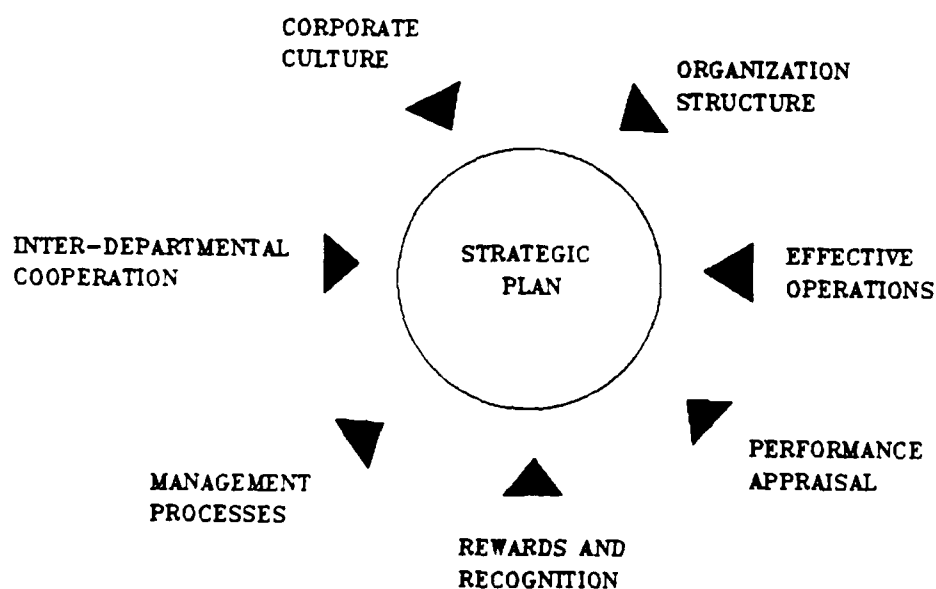 CORPORATE
CULTURE
ORGANIZATION
STRUCTURE
INTER-DEPARTMENTAL
COOPERATION
STRATEGIC
PLAN
EFFECTIVE
OPERATIONS
PERFORMANCE
APPRAISAL
MANAGEMENT
PROCESSES
REWARDS AND
RECOGNITION